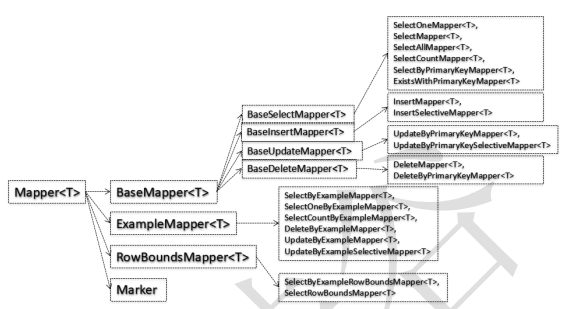 SelectOneMapper<T>,
SelectMapper<T>,
SelectAllMapper<T>,
SelectCountMapper<T>,
SelectByPrimaryKeyMapper<T>,
ExistsWithPrimaryKeyMapper<T>
BaseSelectMapper<T>
InsertMapper<T>,
InsertSelectiveMapper<T>
BaseInsertMapper<T>
UpdateByPrimaryKeyMapper<T>,
UpdateByPrimaryKeySelectiveMapper<T>
BaseUpdateMapper<T>
DeleteMapper<T>,
DeleteByPrimaryKeyMapper<T>
BaseDeleteMapper<T>
Mapper<T>
BaseMapper<T>
ExampleMapper<T>
SelectByExampleMapper<T>,
SelectOneByExampleMapper<T>,
SelectCountByExampleMapper<T>,
DeleteByExampleMapper<T>,
UpdateByExampleMapper<T>,
UpdateByExampleSelectiveMapper<T>
RowBoundsMapper<T>
SelectByExampleRowBoundsMapper<T>,
SelectRowBoundsMapper<T>
Marker